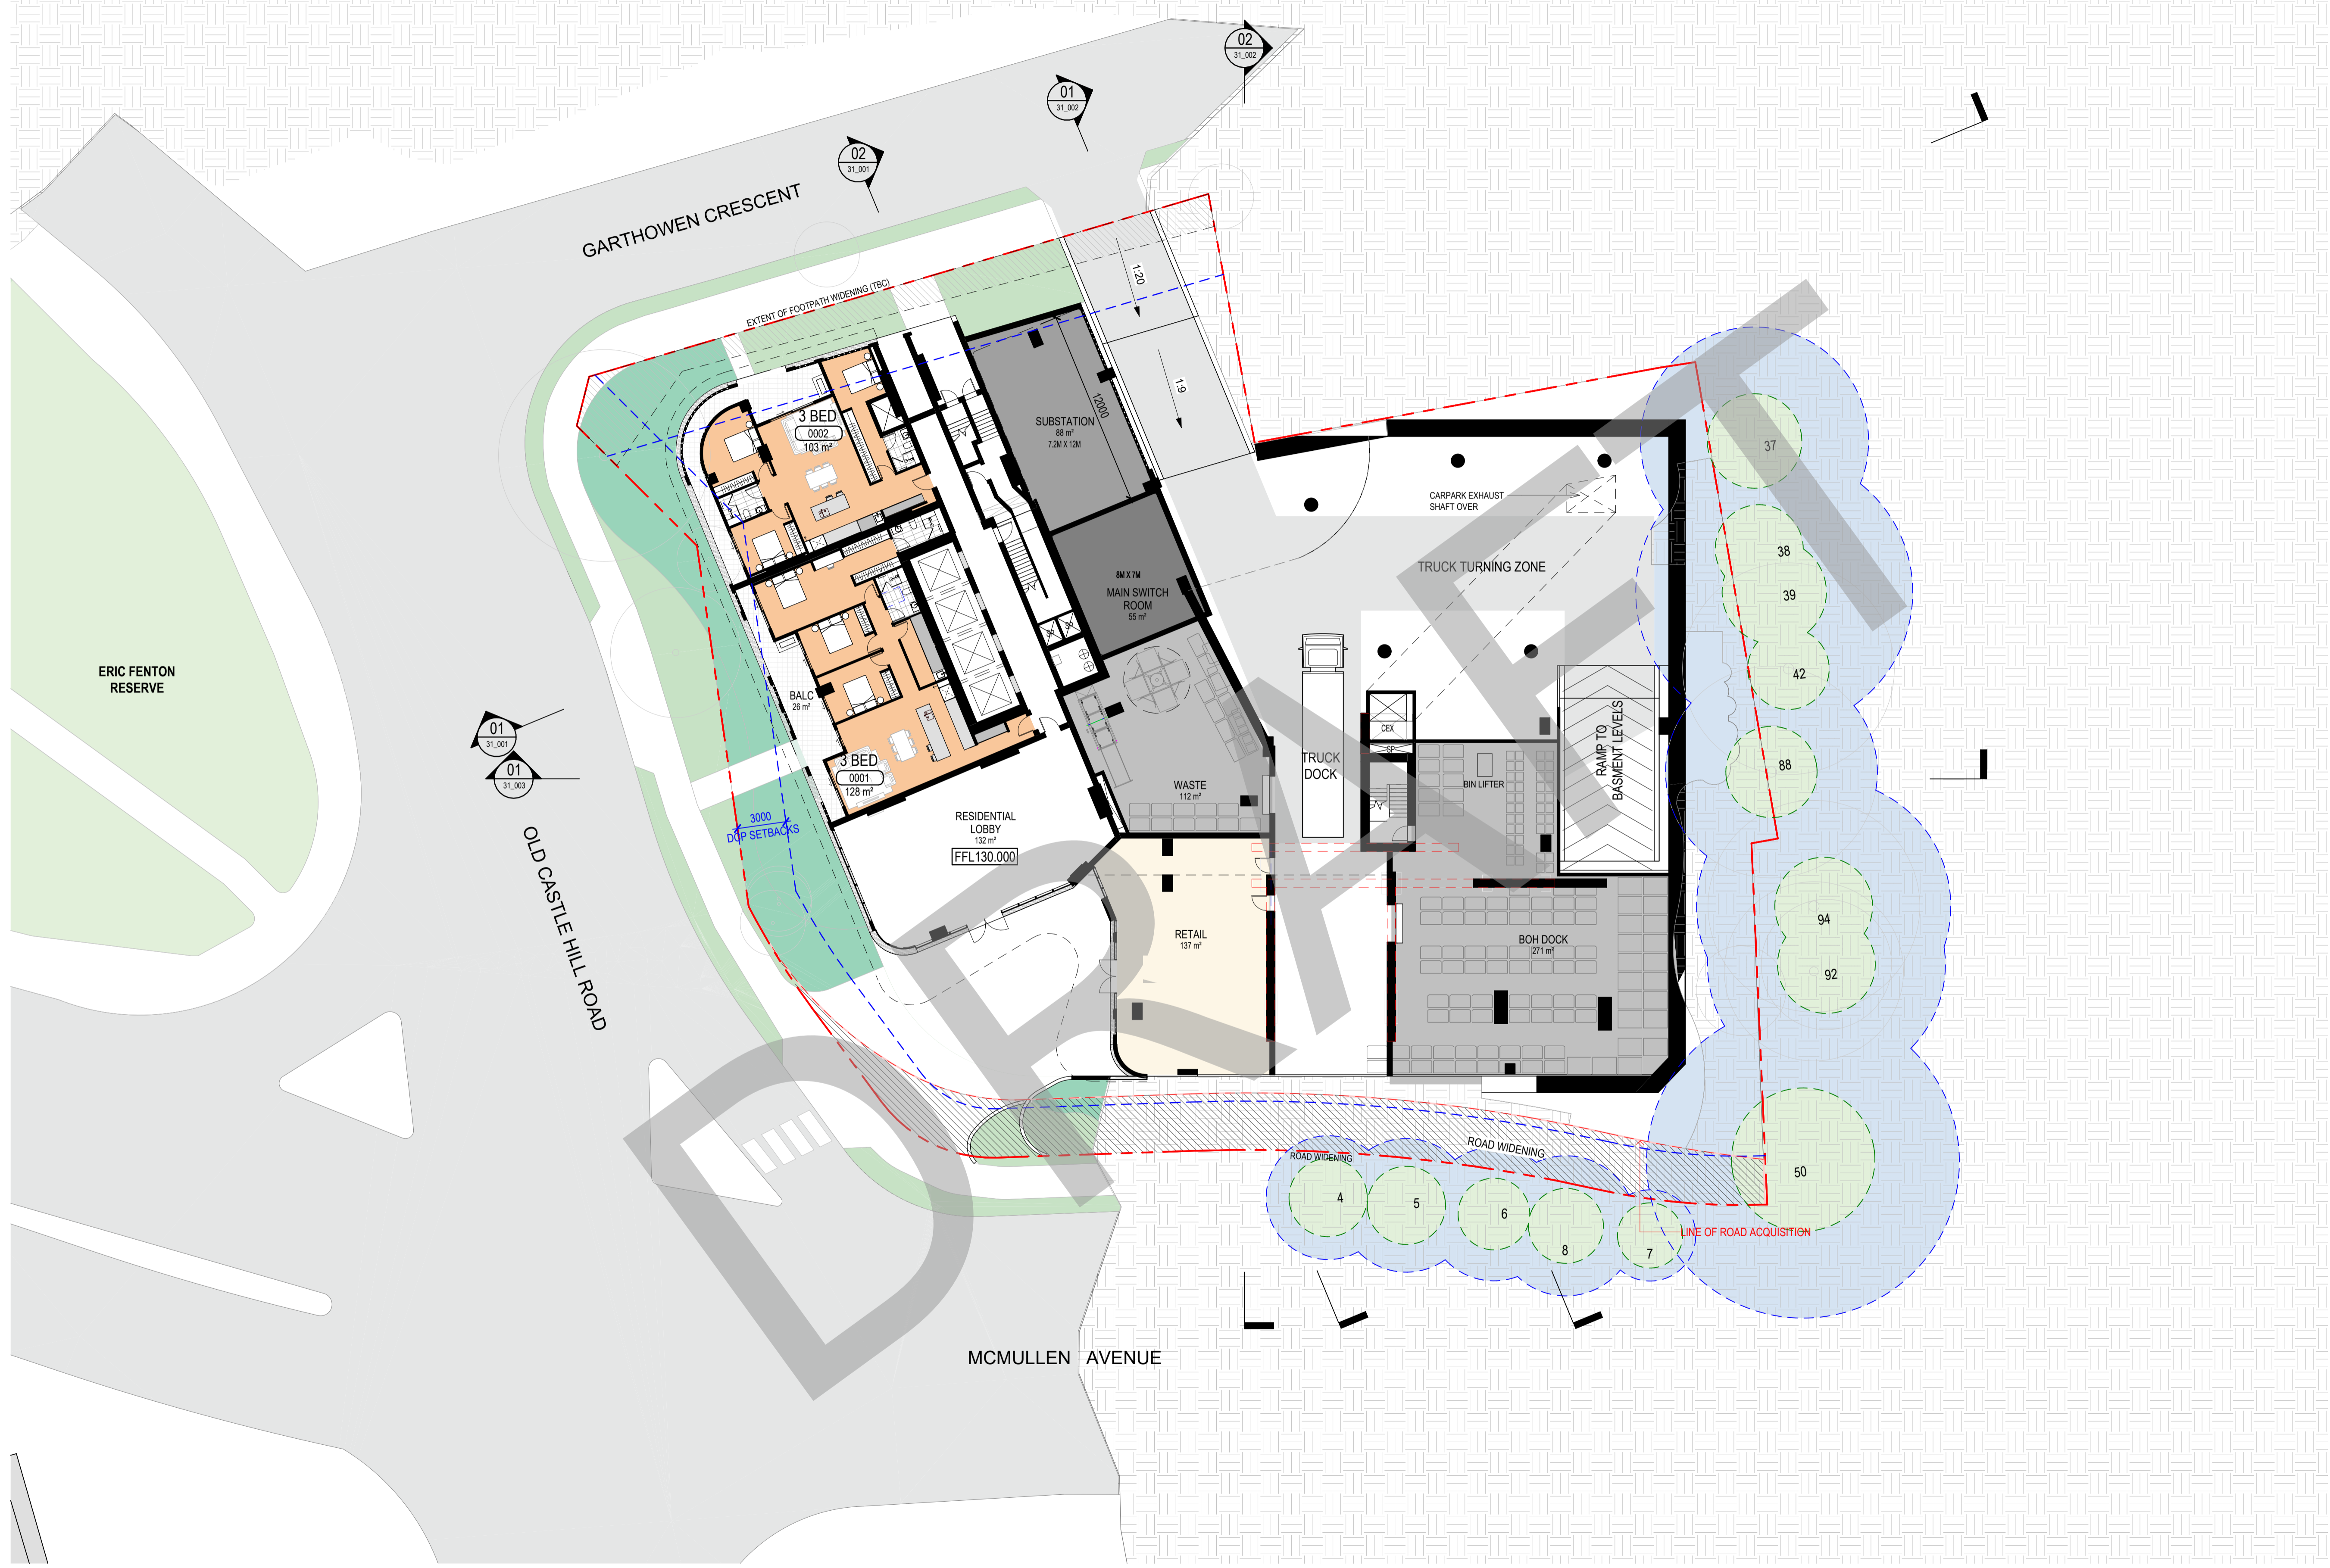 02
31_002
01
31_002
02
31_001
GARTHOWEN CRESCENT
EXTENT OF FOOTPATH WIDENING (TBC)
1:20
1:9
12000
SUBSTATION
88 m²
7.2M X 12M
3 BED
0002
103 m²
37
CARPARK EXHAUST
SHAFT OVER
38
39
TRUCK TURNING ZONE
8M X 7M
MAIN SWITCH
ROOM
55 m²
SP
SP
42
ERIC FENTON
RESERVE
BALC
26 m²
01
31_001
01
31_003
3 BED
0001
128 m²
CEX
SP
TRUCK
DOCK
WASTE
112 m²
BIN LIFTER
RAMP TO
BASMENT LEVELS
88
3000
DCP SETBACKS
RESIDENTIAL
LOBBY
132 m²
FFL130.000
OLD CASTLE HILL ROAD
RETAIL
137 m²
BOH DOCK
271 m²
94
92
ROAD WIDENING
ROAD WIDENING
4
5
6
8
7
50
LINE OF ROAD ACQUISITION
MCMULLEN AVENUE
DRAFT